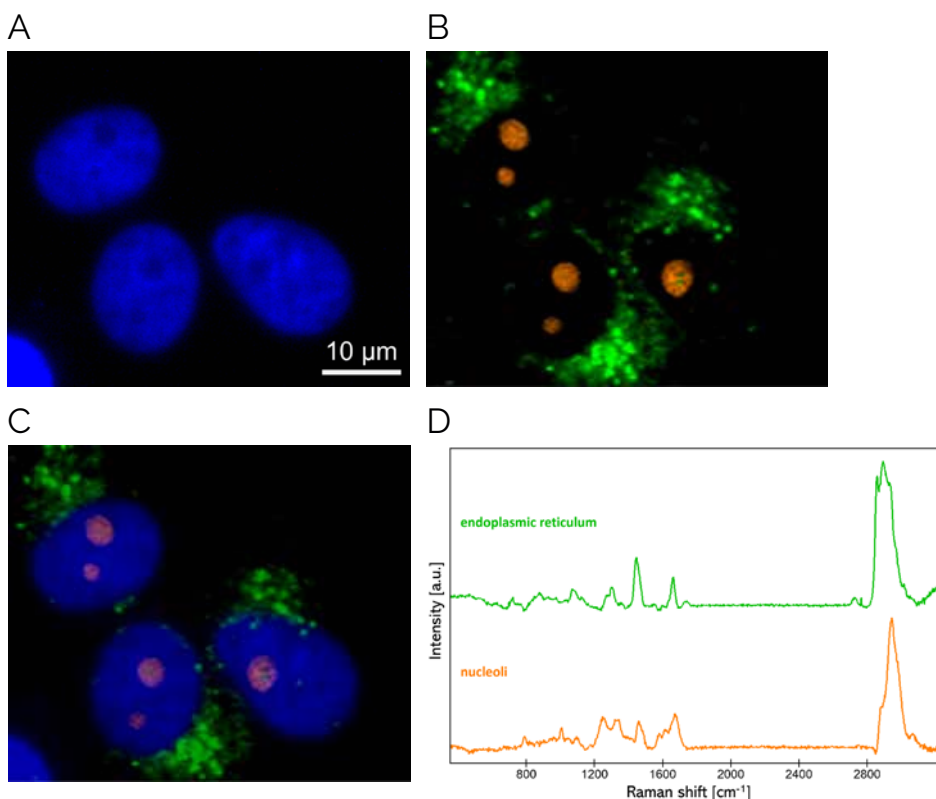 A
B
10 µm
C
D
endoplasmic reticulum
nucleoli
Intensity [a.u.]
800 1200 1600 2000 2400 2800
Raman shift [cm⁻¹]